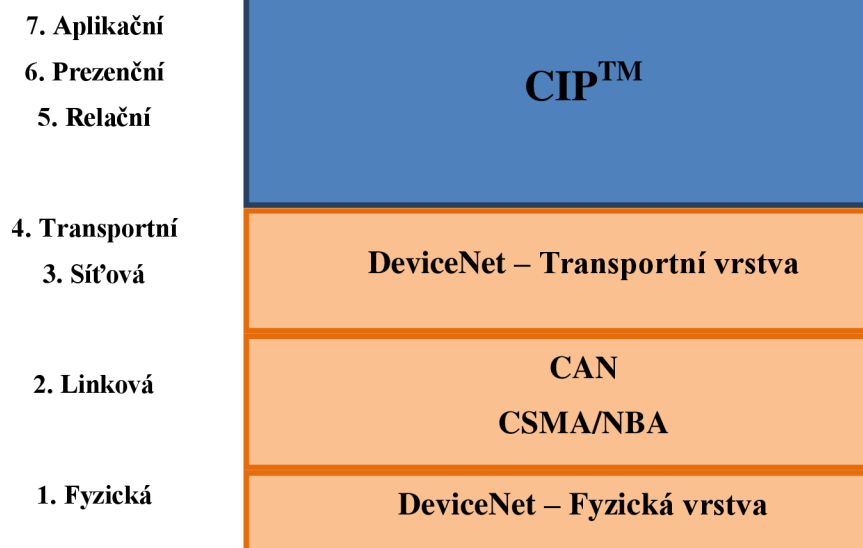 7. Aplikační
6. Prezenční
5. Relační
CIP™
4. Transportní
3. Síťová
DeviceNet – Transportní vrstva
2. Linková
CAN
CSMA/NBA
1. Fyzická
DeviceNet – Fyzická vrstva